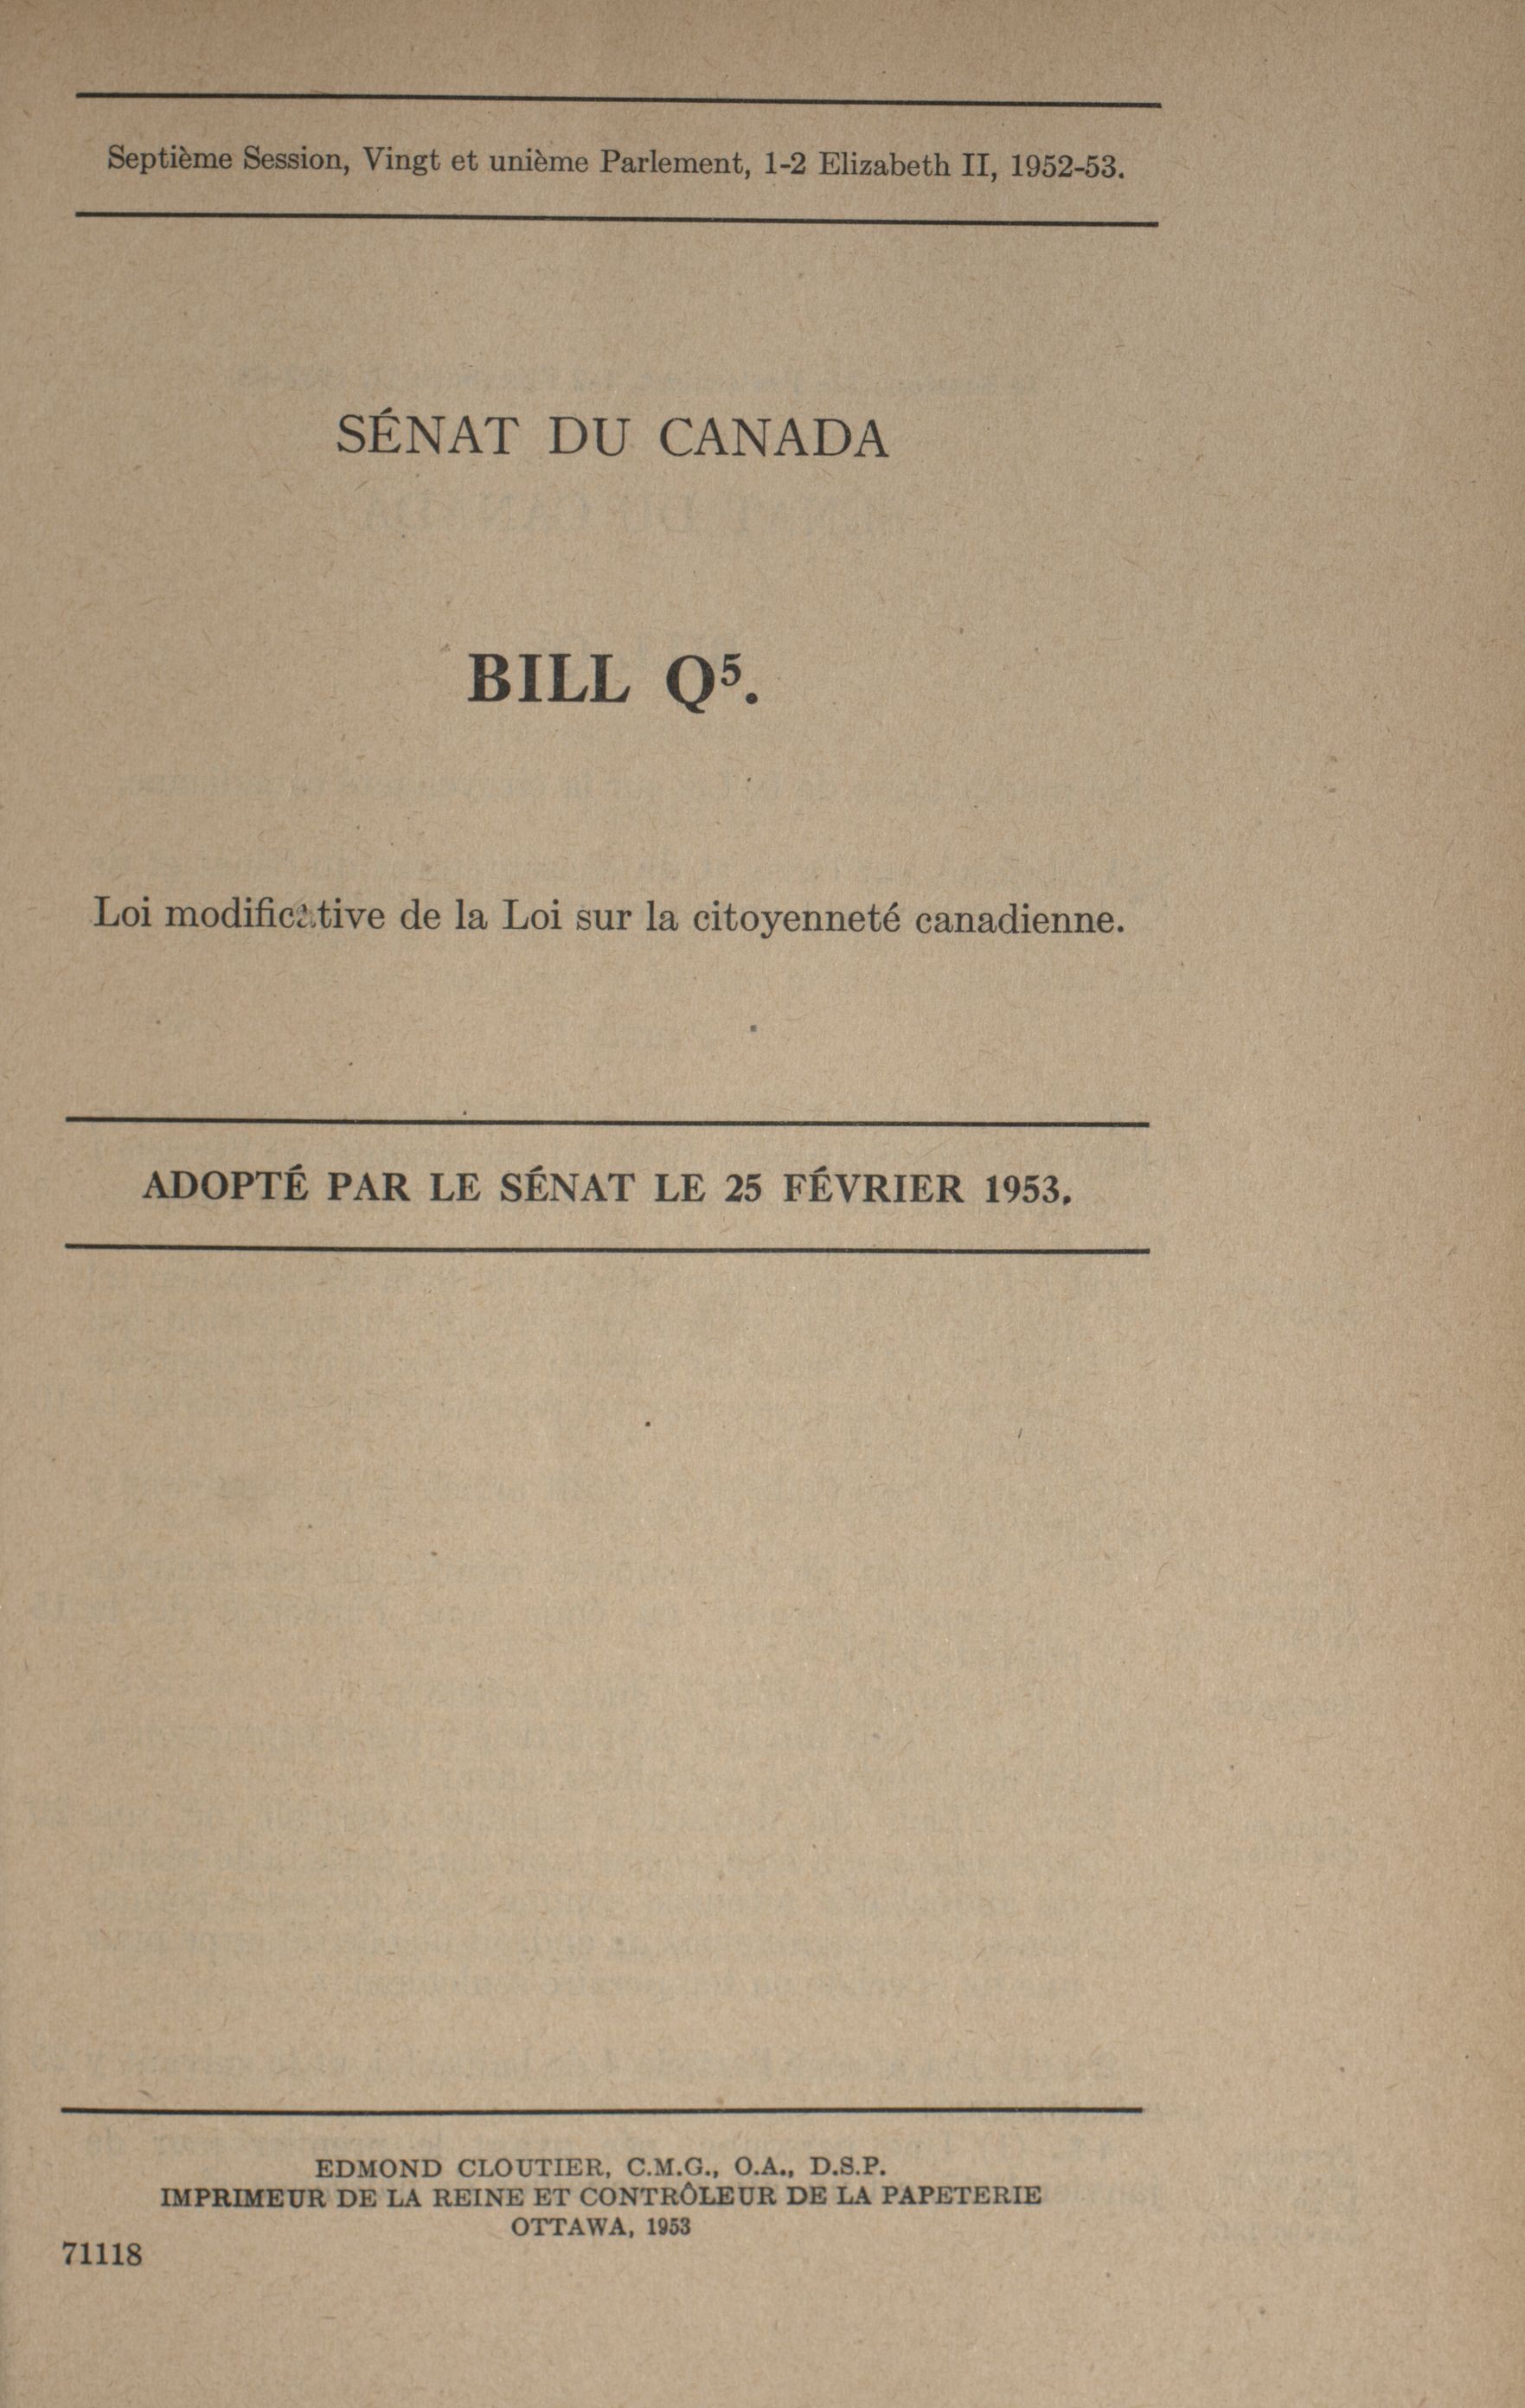 Septième Session, Vingt et unième Parlement, 1-2 Elizabeth II, 1952-53.
SÉNAT DU CANADA
BILL Q⁵.
Loi modificative de la Loi sur la citoyenneté canadienne.
ADOPTÉ PAR LE SÉNAT LE 25 FÉVRIER 1953.
EDMOND CLOUTIER, C.M.G., O.A., D.S.P.
IMPRIMEUR DE LA REINE ET CONTRÔLEUR DE LA PAPETERIE
OTTAWA, 1953
71118